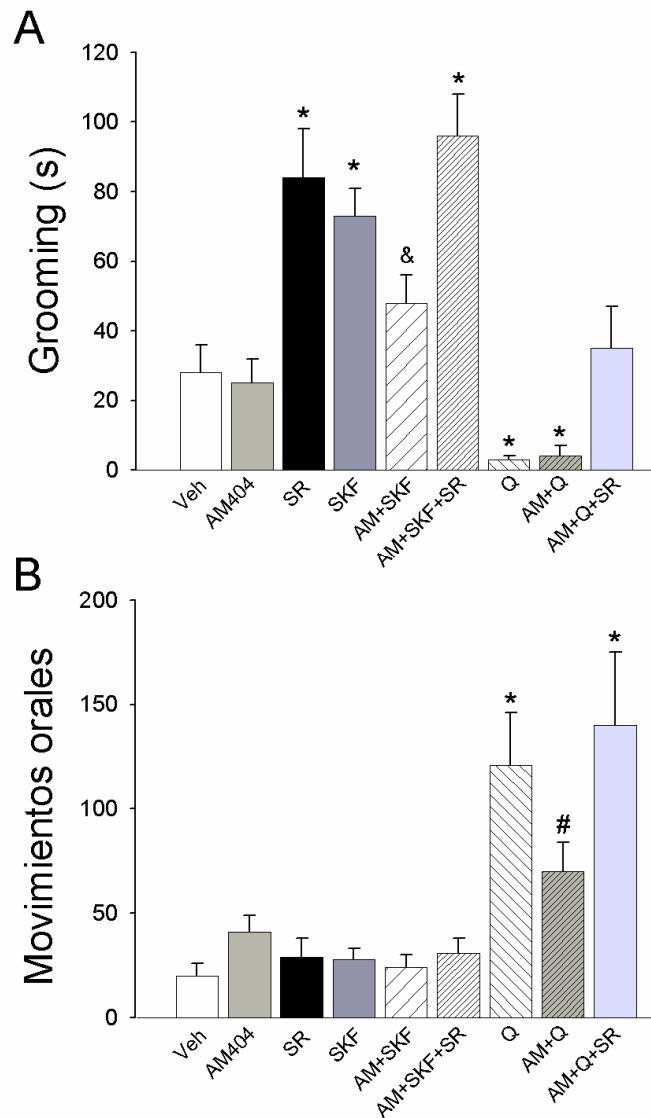 A
120
100
80
60
40
20
0
Grooming (s)
* * & * * *
Veh AM404 SR SKF AM+SKF AM+SKF+SR Q AM+Q AM+Q+SR
B
200
150
100
50
0
Movimientos orales
* # *
Veh AM404 SR SKF AM+SKF AM+SKF+SR Q AM+Q AM+Q+SR